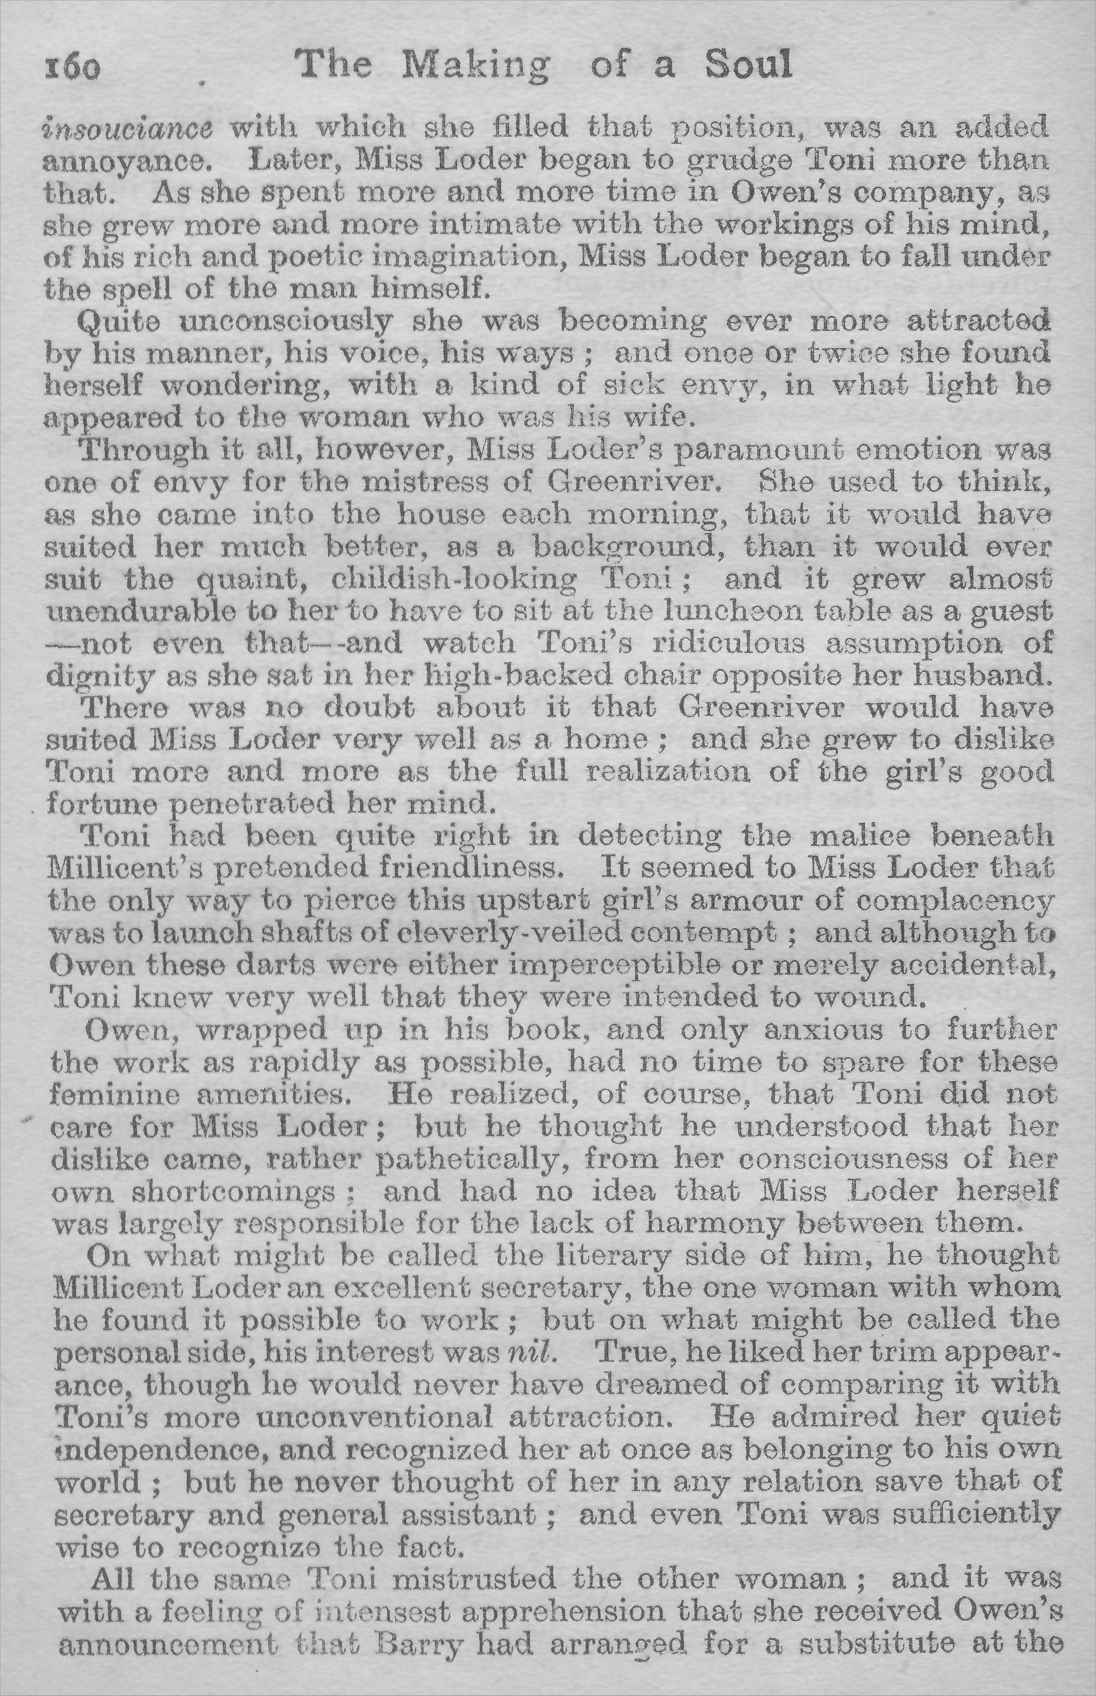 160 The Making of a Soul
insouciance with which she filled that position, was an added
annoyance. Later, Miss Loder began to grudge Toni more than
that. As she spent more and more time in Owen's company, as
she grew more and more intimate with the workings of his mind,
of his rich and poetic imagination, Miss Loder began to fall under
the spell of the man himself.
Quite unconsciously she was becoming ever more attracted
by his manner, his voice, his ways ; and once or twice she found
herself wondering, with a kind of sick envy, in what light he
appeared to the woman who was his wife.
Through it all, however, Miss Loder's paramount emotion was
one of envy for the mistress of Greenriver. She used to think,
as she came into the house each morning, that it would have
suited her much better, as a background, than it would ever
suit the quaint, childish-looking Toni ; and it grew almost
unendurable to her to have to sit at the luncheon table as a guest
—not even that—and watch Toni's ridiculous assumption of
dignity as she sat in her high-backed chair opposite her husband.
There was no doubt about it that Greenriver would have
suited Miss Loder very well as a home ; and she grew to dislike
Toni more and more as the full realization of the girl's good
fortune penetrated her mind.
Toni had been quite right in detecting the malice beneath
Millicent's pretended friendliness. It seemed to Miss Loder that
the only way to pierce this upstart girl's armour of complacency
was to launch shafts of cleverly-veiled contempt ; and although to
Owen these darts were either imperceptible or merely accidental,
Toni knew very well that they were intended to wound.
Owen, wrapped up in his book, and only anxious to further
the work as rapidly as possible, had no time to spare for these
feminine amenities. He realized, of course, that Toni did not
care for Miss Loder ; but he thought he understood that her
dislike came, rather pathetically, from her consciousness of her
own shortcomings ; and had no idea that Miss Loder herself
was largely responsible for the lack of harmony between them.
On what might be called the literary side of him, he thought
Millicent Loder an excellent secretary, the one woman with whom
he found it possible to work ; but on what might be called the
personal side, his interest was nil. True, he liked her trim appear-
ance, though he would never have dreamed of comparing it with
Toni's more unconventional attraction. He admired her quiet
independence, and recognized her at once as belonging to his own
world ; but he never thought of her in any relation save that of
secretary and general assistant ; and even Toni was sufficiently
wise to recognize the fact.
All the same Toni mistrusted the other woman ; and it was
with a feeling of intensest apprehension that she received Owen's
announcement that Barry had arranged for a substitute at the